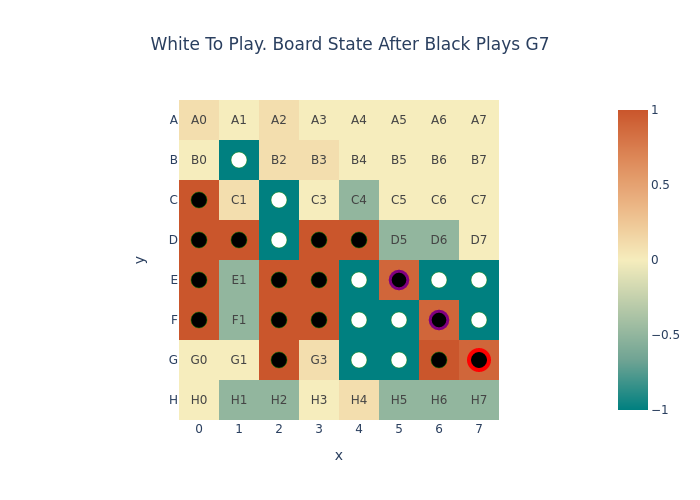 White To Play. Board State After Black Plays G7
A A0 A1 A2 A3 A4 A5 A6 A7
B B0 B2 B3 B4 B5 B6 B7
C C1 C3 C4 C5 C6 C7
D D5 D6 D7
E E1
F F1
G G0 G1 G3
H H0 H1 H2 H3 H4 H5 H6 H7
0 1 2 3 4 5 6 7
x
y
1
0.5
0
−0.5
−1